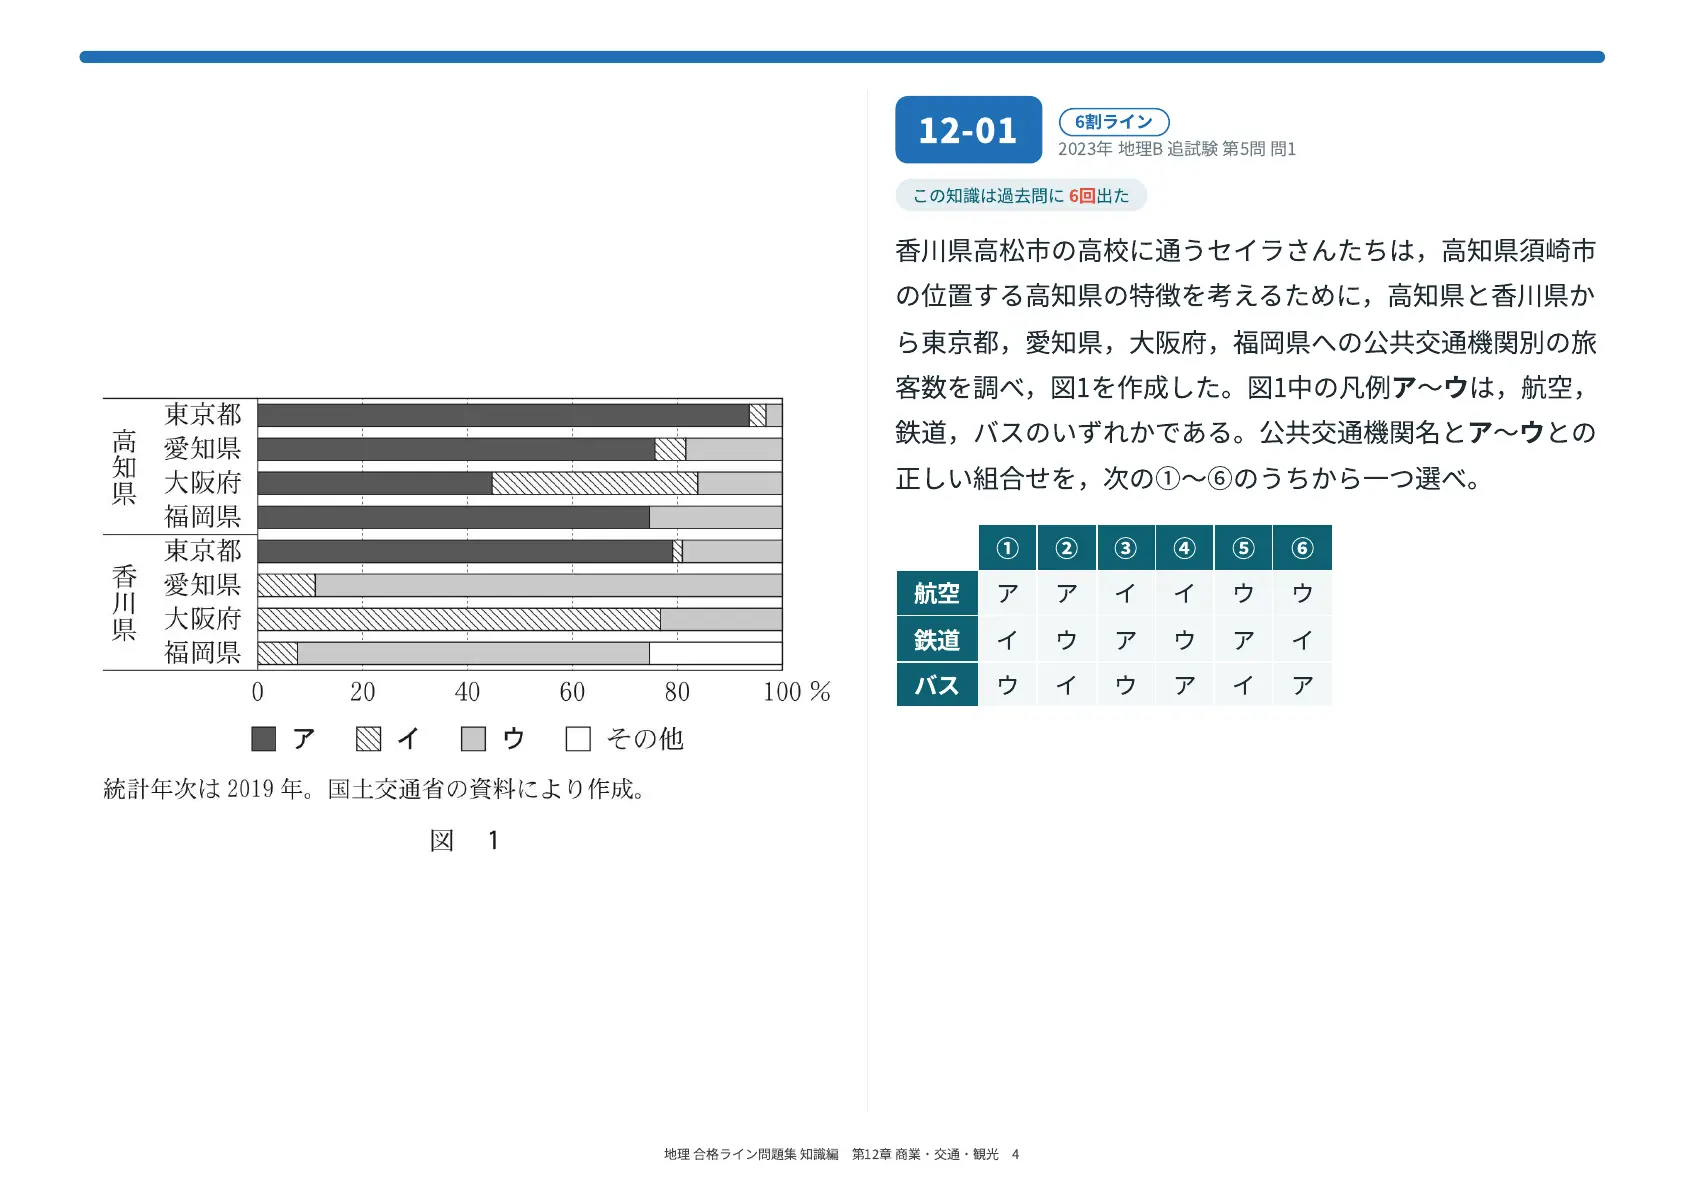 高知県
東京都
愛知県
大阪府
福岡県
香川県
東京都
愛知県
大阪府
福岡県
0 20 40 60 80 100 %
ア イ ウ その他
統計年次は 2019 年。国土交通省の資料により作成。
図 1
12-01
6割ライン
2023年 地理B 追試験 第5問 問1
この知識は過去問に 6回出た
香川県高松市の高校に通うセイラさんたちは，高知県須崎市
の位置する高知県の特徴を考えるために，高知県と香川県か
ら東京都，愛知県，大阪府，福岡県への公共交通機関別の旅
客数を調べ，図1を作成した。図1中の凡例ア～ウは，航空，
鉄道，バスのいずれかである。公共交通機関名とア～ウとの
正しい組合せを，次の①～⑥のうちから一つ選べ。
① ② ③ ④ ⑤ ⑥
航空 ア ア イ イ ウ ウ
鉄道 イ ウ ア ウ ア イ
バス ウ イ ウ ア イ ア
地理 合格ライン問題集 知識編 第12章 商業・交通・観光 4